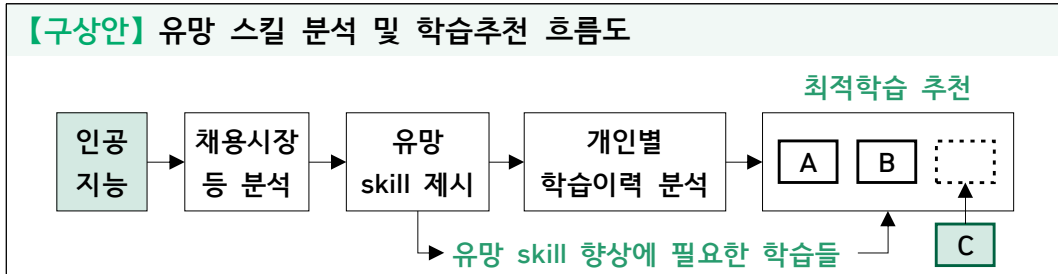 【구상안】 유망 스킬 분석 및 학습추천 흐름도
최적학습 추천
인공
지능
채용시장
등 분석
유망
skill 제시
개인별
학습이력 분석
A
B
유망 skill 향상에 필요한 학습들
C